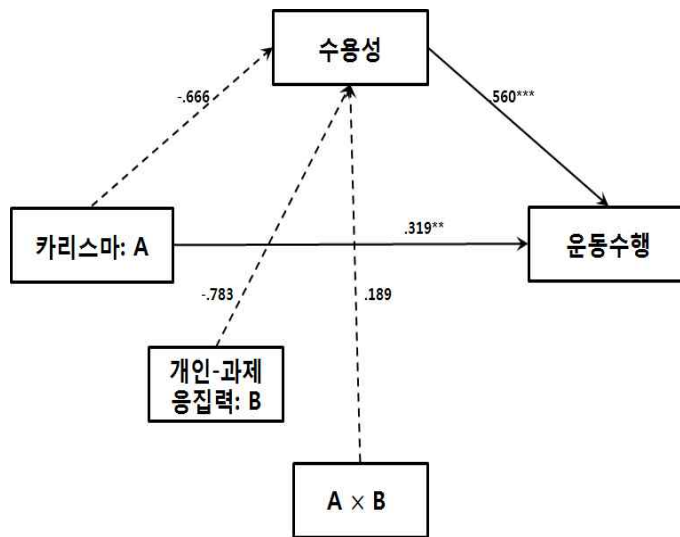 수용성
-.666
560***
카리스마: A
.319**
운동수행
-.783
.189
개인-과제
응집력: B
A × B